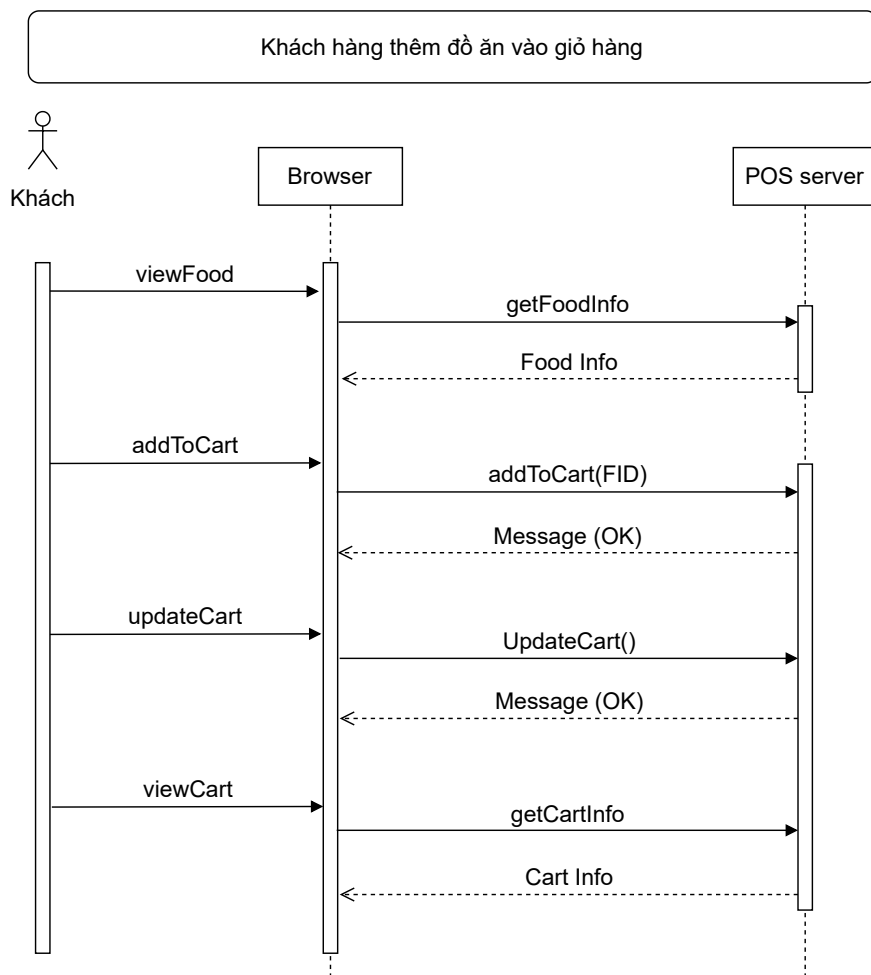 Khách hàng thêm đồ ăn vào giỏ hàng
Khách
Browser
POS server
viewFood
getFoodInfo
Food Info
addToCart
addToCart(FID)
Message (OK)
updateCart
UpdateCart()
Message (OK)
viewCart
getCartInfo
Cart Info